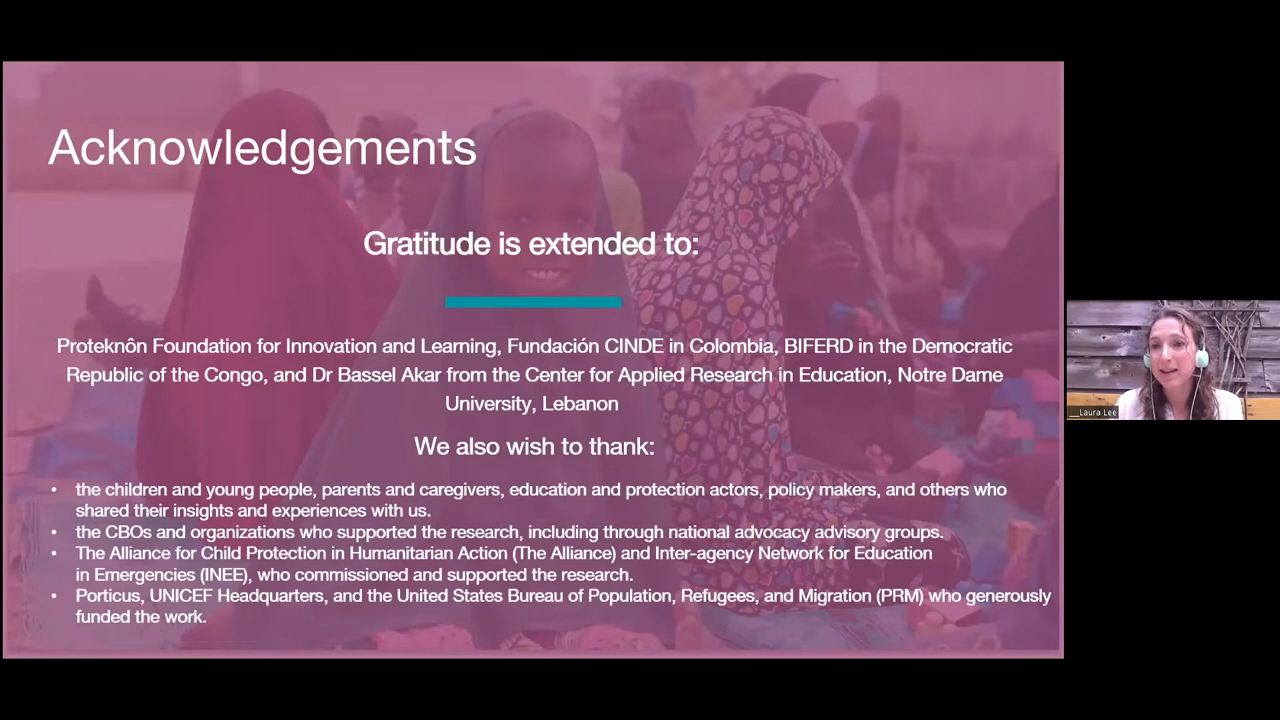 Acknowledgements
Gratitude is extended to:
Proteknôn Foundation for Innovation and Learning, Fundación CINDE in Colombia, BIFERD in the Democratic
Republic of the Congo, and Dr Bassel Akar from the Center for Applied Research in Education, Notre Dame
University, Lebanon
We also wish to thank:
• the children and young people, parents and caregivers, education and protection actors, policy makers, and others who
shared their insights and experiences with us.
• the CBOs and organizations who supported the research, including through national advocacy advisory groups.
• The Alliance for Child Protection in Humanitarian Action (The Alliance) and Inter-agency Network for Education
in Emergencies (INEE), who commissioned and supported the research.
• Porticus, UNICEF Headquarters, and the United States Bureau of Population, Refugees, and Migration (PRM) who generously
funded the work.
__Laura Lee